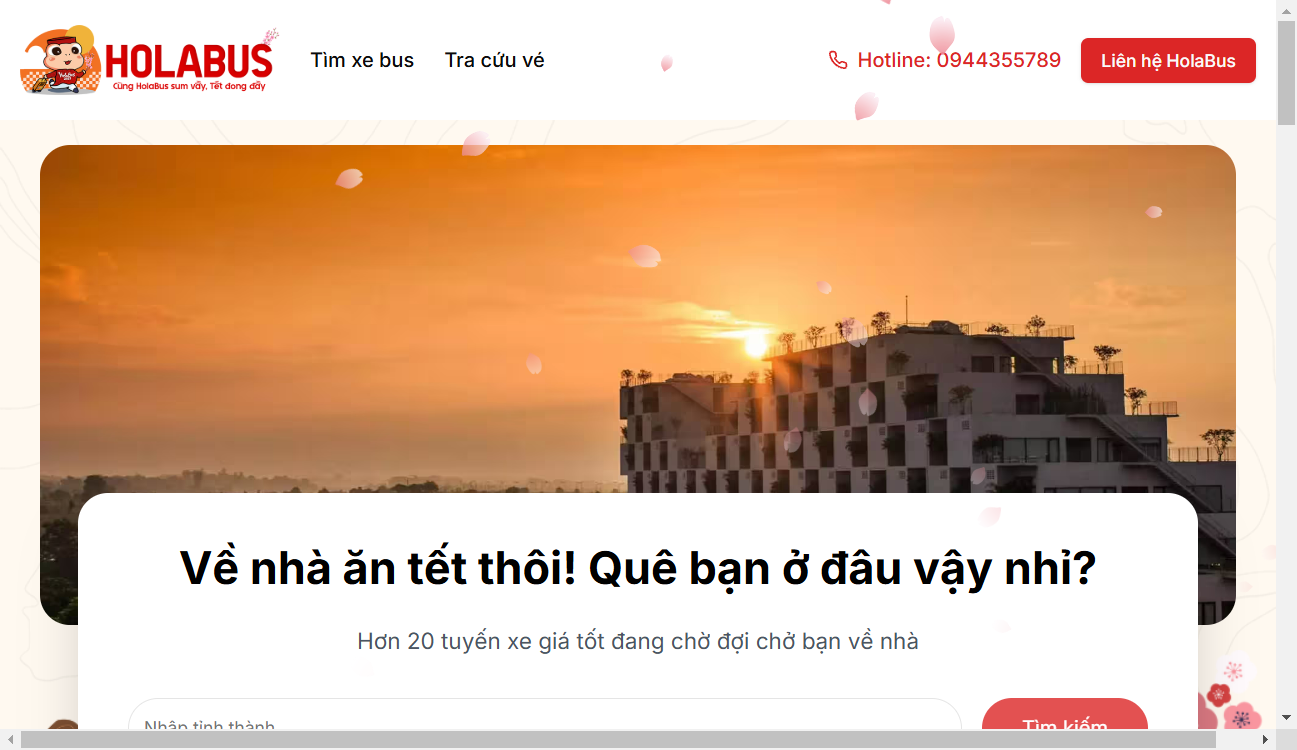 HOLABUS
Cùng HolaBus sum vầy, Tết dong đầy
Tìm xe bus
Tra cứu vé
Hotline: 0944355789
Liên hệ HolaBus
Về nhà ăn tết thôi! Quê bạn ở đâu vậy nhỉ?
Hơn 20 tuyến xe giá tốt đang chờ đợi chở bạn về nhà
Nhập tỉnh thành
Tìm kiếm